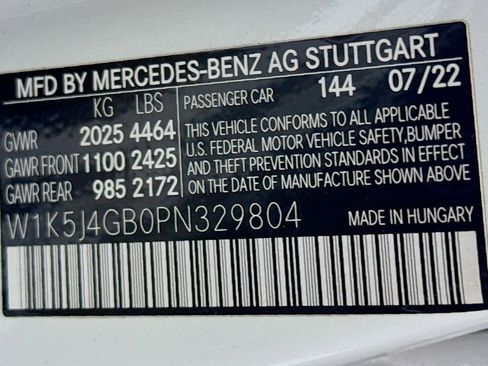 MFD BY MERCEDES-BENZ AG STUTTGART
KG LBS PASSENGER CAR 144 07/22
GVWR 2025 4464
GAWR FRONT 1100 2425
GAWR REAR 985 2172
THIS VEHICLE CONFORMS TO ALL APPLICABLE
U.S. FEDERAL MOTOR VEHICLE SAFETY, BUMPER
AND THEFT PREVENTION STANDARDS IN EFFECT
ON THE DATE OF MANUFACTURE SHOWN ABOVE
W1K5J4GB0PN329804 MADE IN HUNGARY